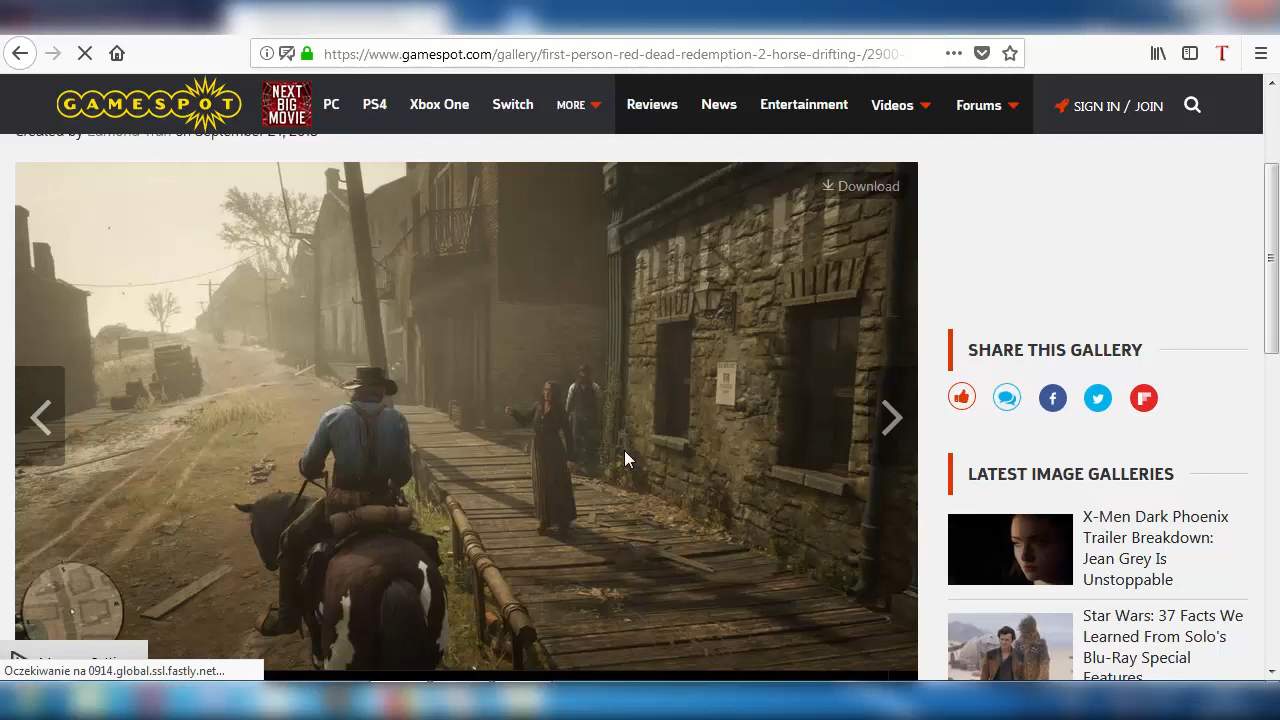 https://www.gamespot.com/gallery/first-person-red-dead-redemption-2-horse-drifting-/2900-
GAMESPOT
NEXT BIG MOVIE
PC
PS4
Xbox One
Switch
MORE
Reviews
News
Entertainment
Videos
Forums
SIGN IN / JOIN
Download
SHARE THIS GALLERY
LATEST IMAGE GALLERIES
X-Men Dark Phoenix
Trailer Breakdown:
Jean Grey Is
Unstoppable
Star Wars: 37 Facts We
Learned From Solo's
Blu-Ray Special
Features
Oczekiwanie na 0914.global.ssl.fastly.net...